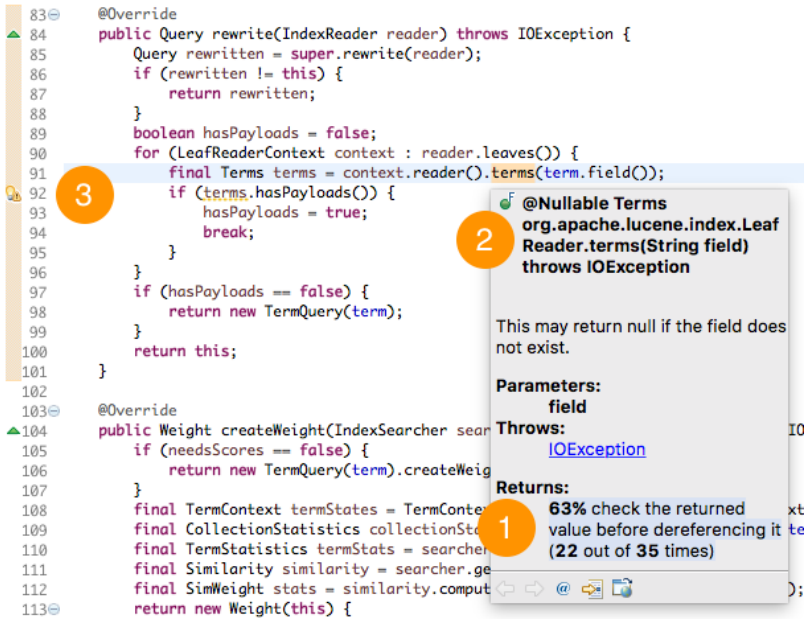 83 @Override
84 public Query rewrite(IndexReader reader) throws IOException {
85 Query rewritten = super.rewrite(reader);
86 if (rewritten != this) {
87 return rewritten;
88 }
89 boolean hasPayloads = false;
90 for (LeafReaderContext context : reader.leaves()) {
91 final Terms terms = context.reader().terms(term.field());
92 if (terms.hasPayloads()) {
93 hasPayloads = true;
94 break;
95 }
96 }
97 if (hasPayloads == false) {
98 return new TermQuery(term);
99 }
100 return this;
101 }
102
103 @Override
104 public Weight createWeight(IndexSearcher sear IO
105 if (needsScores == false) {
106 return new TermQuery(term).createWeig
107 }
108 final TermContext termStates = TermConte xt
109 final CollectionStatistics collectionSta te
110 final TermStatistics termStats = searcher
111 final Similarity similarity = searcher.ge
112 final SimWeight stats = similarity.comput );
113 return new Weight(this) {
3
2
@Nullable Terms
org.apache.lucene.index.Leaf
Reader.terms(String field)
throws IOException
This may return null if the field does
not exist.
Parameters:
field
Throws:
IOException
Returns:
1
63% check the returned
value before dereferencing it
(22 out of 35 times)
@